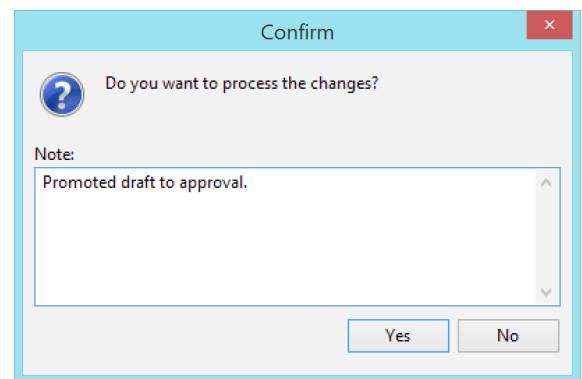 Confirm
Do you want to process the changes?
Note:
Promoted draft to approval.
Yes
No